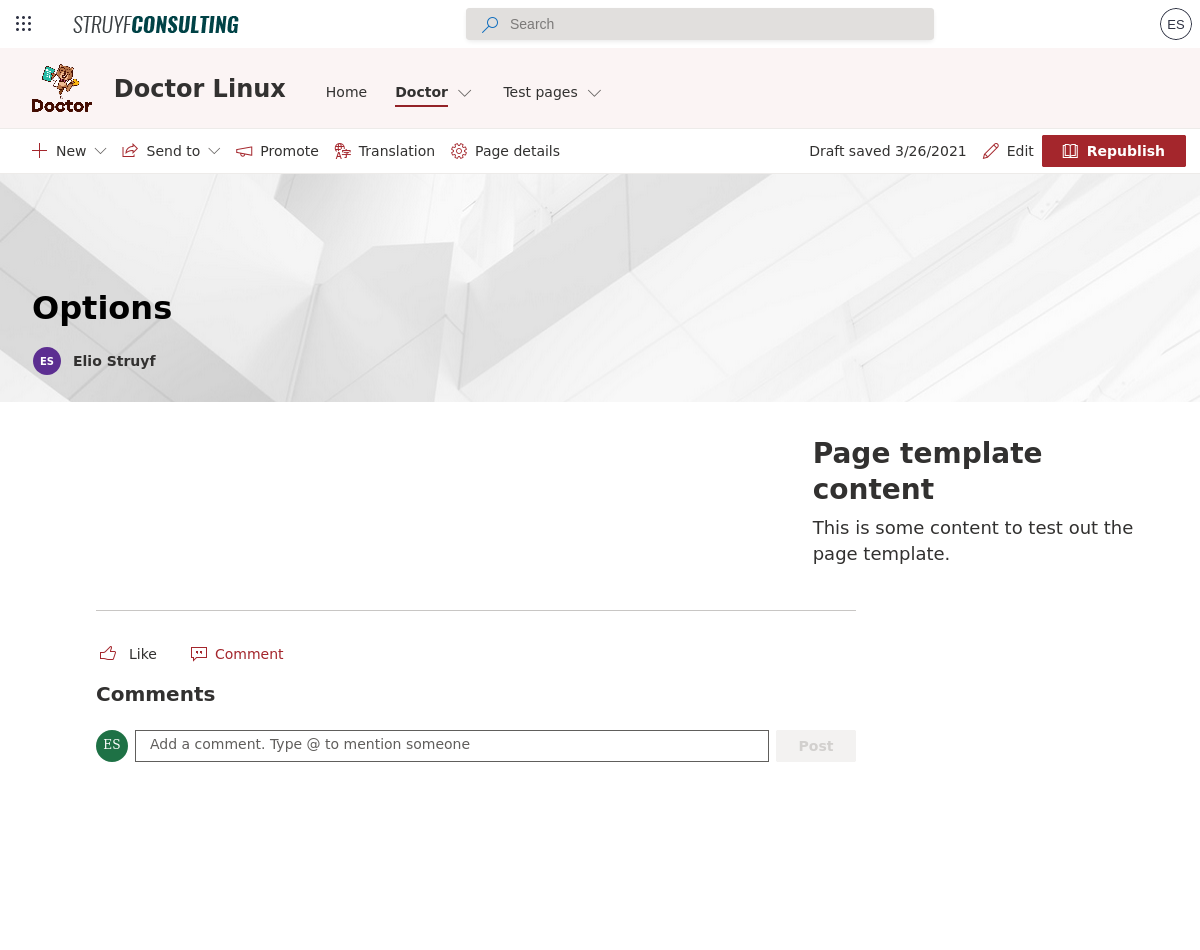 STRUYFCONSULTING
Search
ES
Doctor
Doctor Linux
Home
Doctor
Test pages
New
Send to
Promote
Translation
Page details
Draft saved 3/26/2021
Edit
Republish
Options
ES
Elio Struyf
Page template
content
This is some content to test out the
page template.
Like
Comment
Comments
ES
Add a comment. Type @ to mention someone
Post